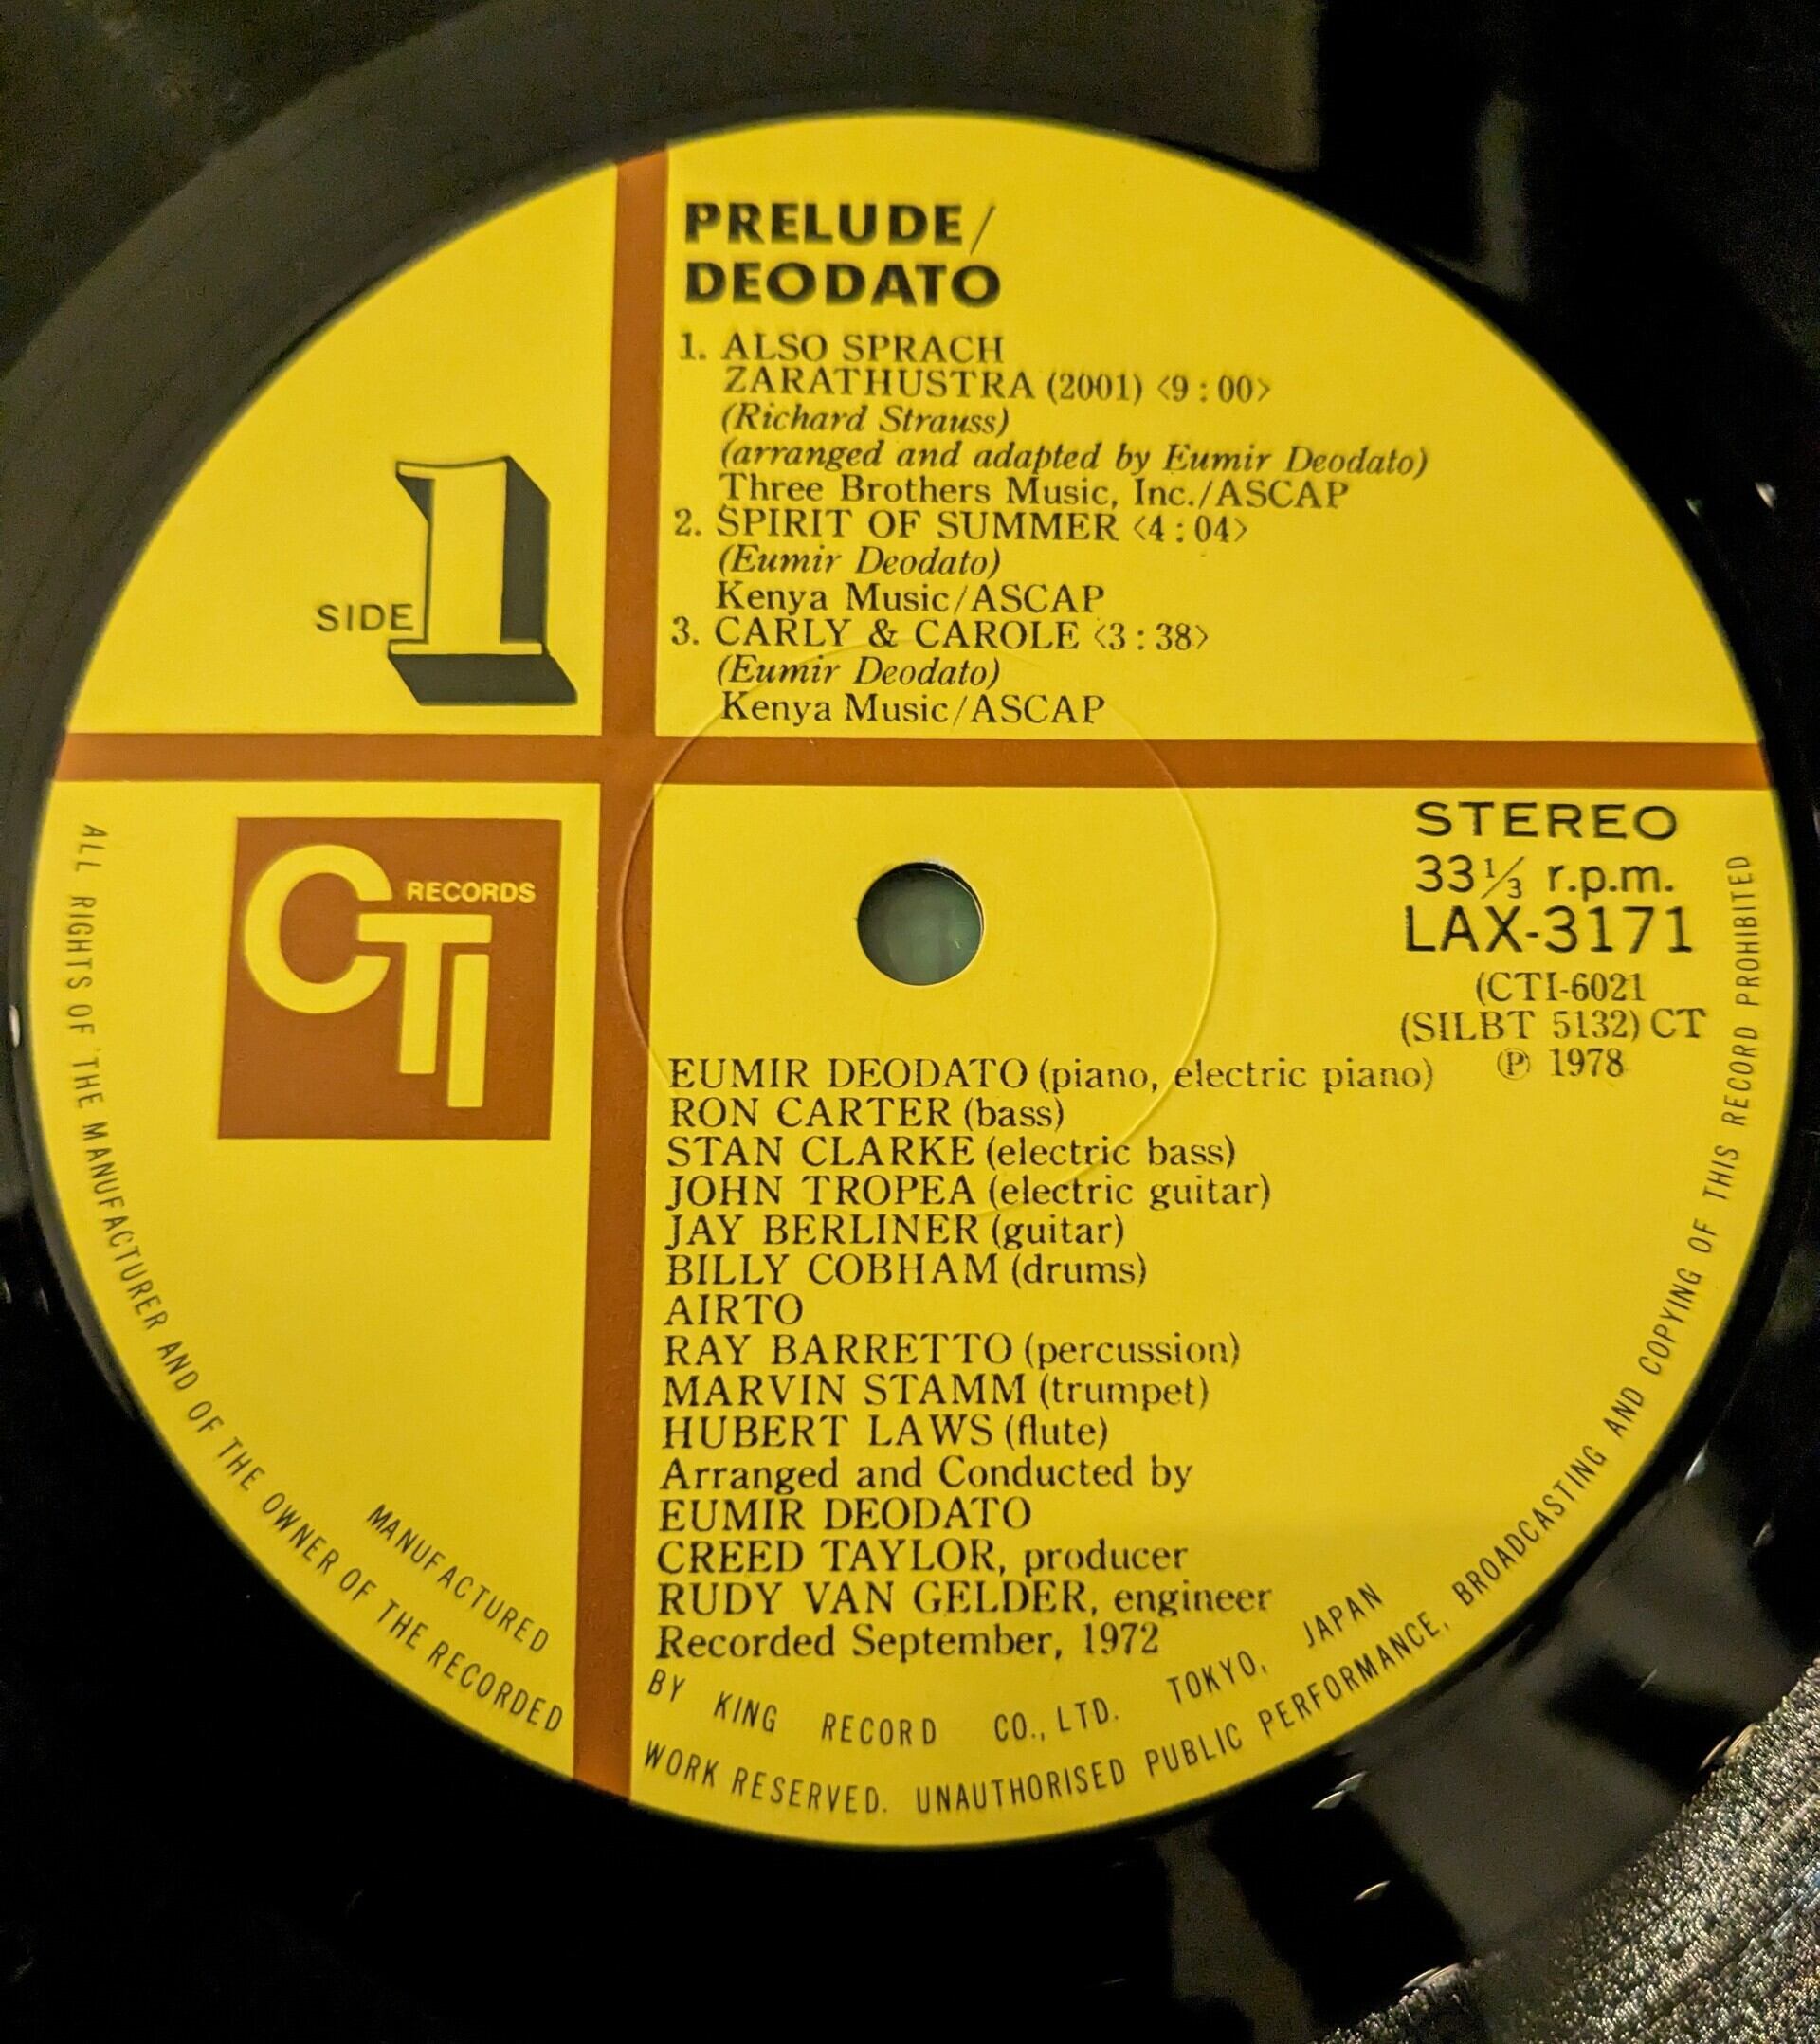 PRELUDE/
DEODATO
1. ALSO SPRACH
ZARATHUSTRA (2001) <9:00>
(Richard Strauss)
(arranged and adapted by Eumir Deodato)
Three Brothers Music, Inc./ASCAP
2. SPIRIT OF SUMMER <4:04>
(Eumir Deodato)
Kenya Music/ASCAP
3. CARLY & CAROLE <3:38>
(Eumir Deodato)
Kenya Music/ASCAP
SIDE 1
CTI RECORDS
STEREO
33⅓ r.p.m.
LAX-3171
(CTI-6021
(SILBT 5132) CT
Ⓟ 1978
EUMIR DEODATO (piano, electric piano)
RON CARTER (bass)
STAN CLARKE (electric bass)
JOHN TROPEA (electric guitar)
JAY BERLINER (guitar)
BILLY COBHAM (drums)
AIRTO
RAY BARRETTO (percussion)
MARVIN STAMM (trumpet)
HUBERT LAWS (flute)
Arranged and Conducted by
EUMIR DEODATO
CREED TAYLOR, producer
RUDY VAN GELDER, engineer
Recorded September, 1972
MANUFACTURED BY KING RECORD CO., LTD. TOKYO, JAPAN
ALL RIGHTS OF THE MANUFACTURER AND OF THE OWNER OF THE RECORDED WORK RESERVED. UNAUTHORISED PUBLIC PERFORMANCE, BROADCASTING AND COPYING OF THIS RECORD PROHIBITED